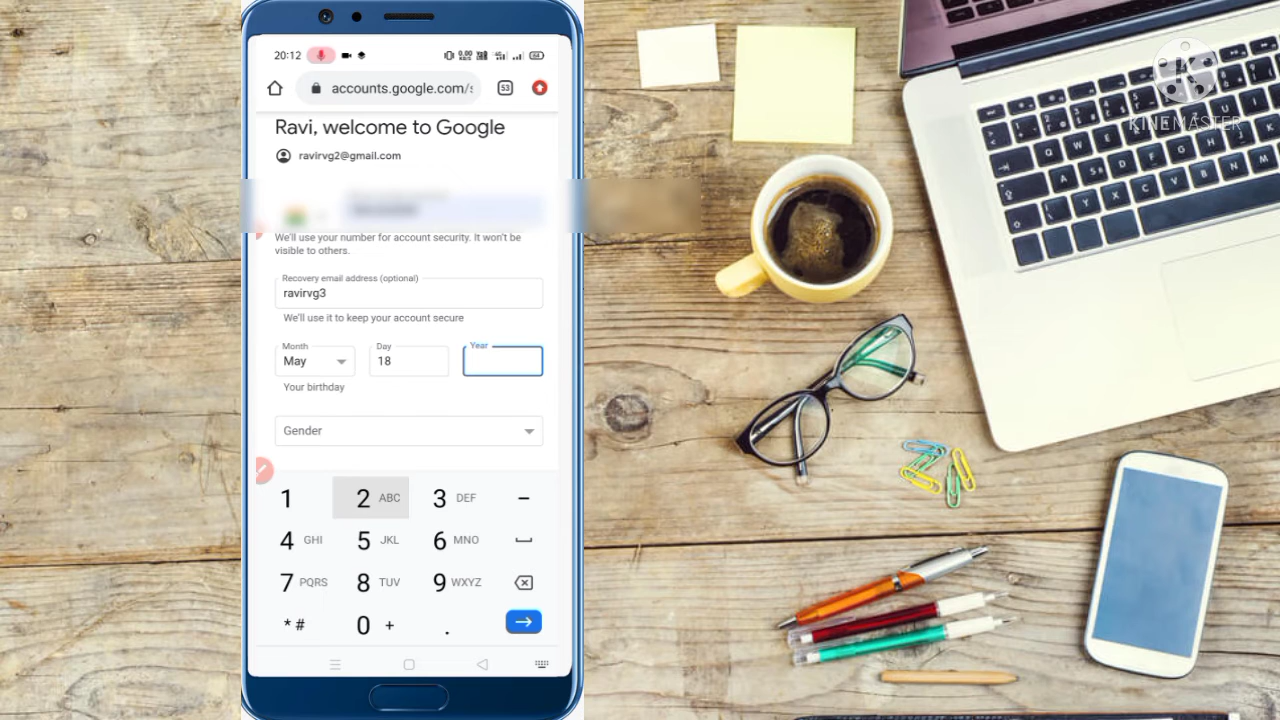 20:12
0.00
64
accounts.google.com/s
53
Ravi, welcome to Google
ravirvg2@gmail.com
We'll use your number for account security. It won't be
visible to others.
Recovery email address (optional)
ravirvg3
We'll use it to keep your account secure
Month
Day
Year
May
18
Your birthday
Gender
1
2 ABC
3 DEF
–
4 GHI
5 JKL
6 MNO
7 PQRS
8 TUV
9 WXYZ
* #
0 +
.
K
KINEMASTER